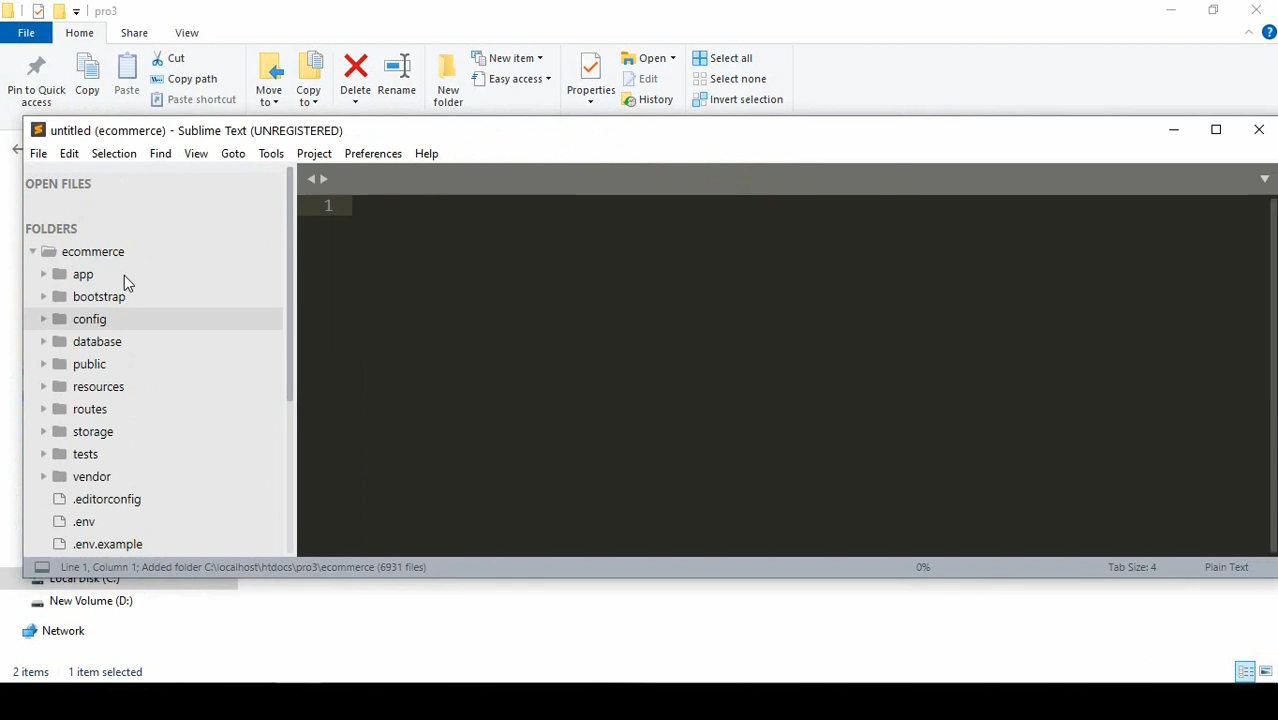 pro3
File Home Share View
Pin to Quick access
Copy
Paste
Cut
Copy path
Paste shortcut
Move to
Copy to
Delete
Rename
New folder
New item
Easy access
Properties
Open
Edit
History
Select all
Select none
Invert selection
untitled (ecommerce) - Sublime Text (UNREGISTERED)
File Edit Selection Find View Goto Tools Project Preferences Help
OPEN FILES
FOLDERS
ecommerce
app
bootstrap
config
database
public
resources
routes
storage
tests
vendor
.editorconfig
.env
.env.example
1
Line 1, Column 1; Added folder C:\localhost\htdocs\pro3\ecommerce (6931 files) 0% Tab Size: 4 Plain Text
Local Disk (C:)
New Volume (D:)
Network
2 items 1 item selected